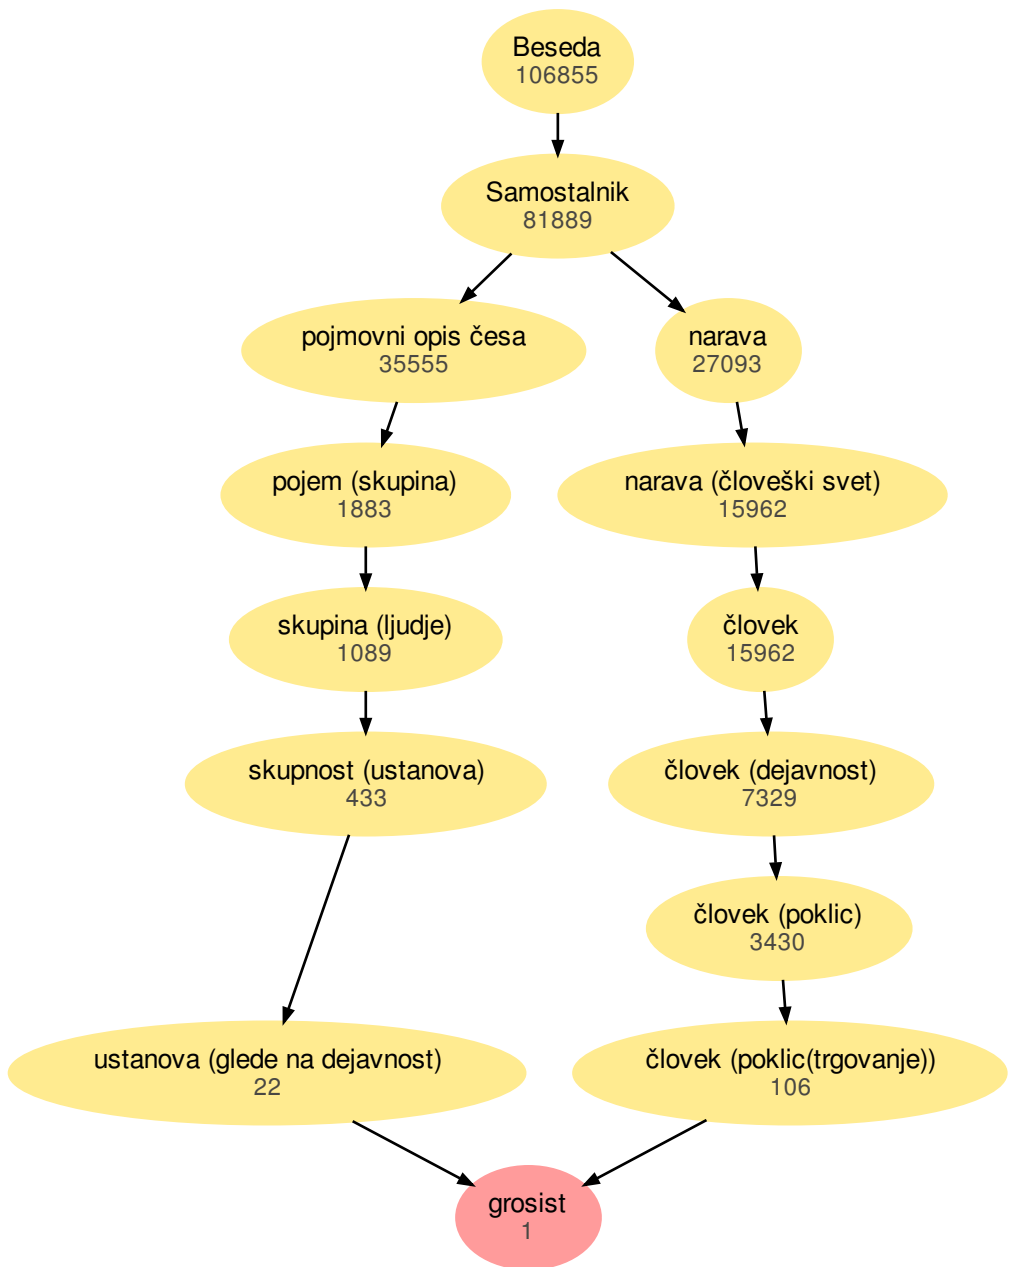 Beseda
106855
Samostalnik
81889
pojmovni opis česa
35555
narava
27093
pojem (skupina)
1883
narava (človeški svet)
15962
skupina (ljudje)
1089
človek
15962
skupnost (ustanova)
433
človek (dejavnost)
7329
človek (poklic)
3430
ustanova (glede na dejavnost)
22
človek (poklic(trgovanje))
106
grosist
1